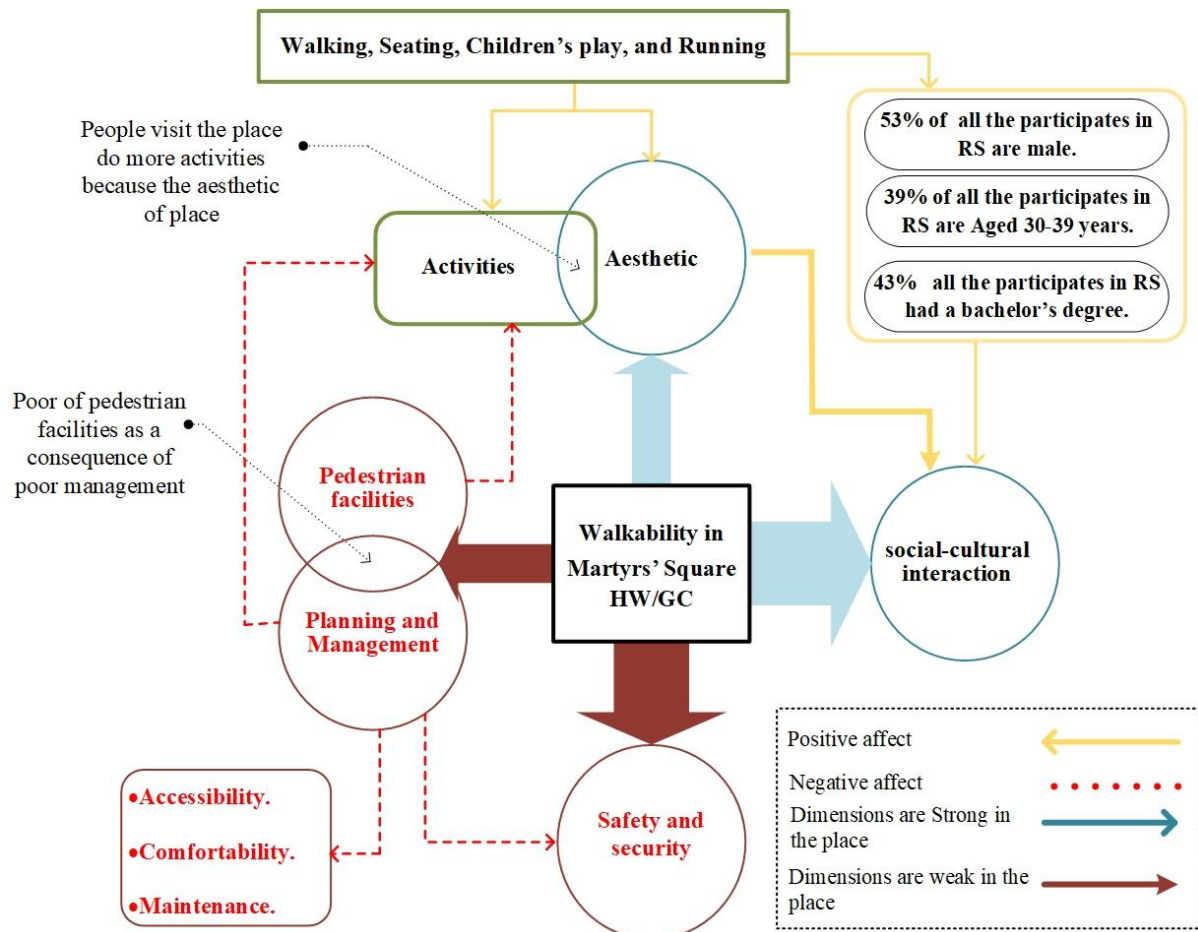 Walking, Seating, Children's play, and Running
People visit the place
do more activities
because the aesthetic
of place
53% of all the participates in
RS are male.
39% of all the participates in
RS are Aged 30-39 years.
43% all the participates in RS
had a bachelor's degree.
Activities
Aesthetic
Poor of pedestrian
facilities as a
consequence of
poor management
Pedestrian
facilities
Planning and
Management
Walkability in
Martyrs' Square
HW/GC
social-cultural
interaction
•Accessibility.
•Comfortability.
•Maintenance.
Safety and
security
Positive affect
Negative affect
Dimensions are Strong in
the place
Dimensions are weak in the
place